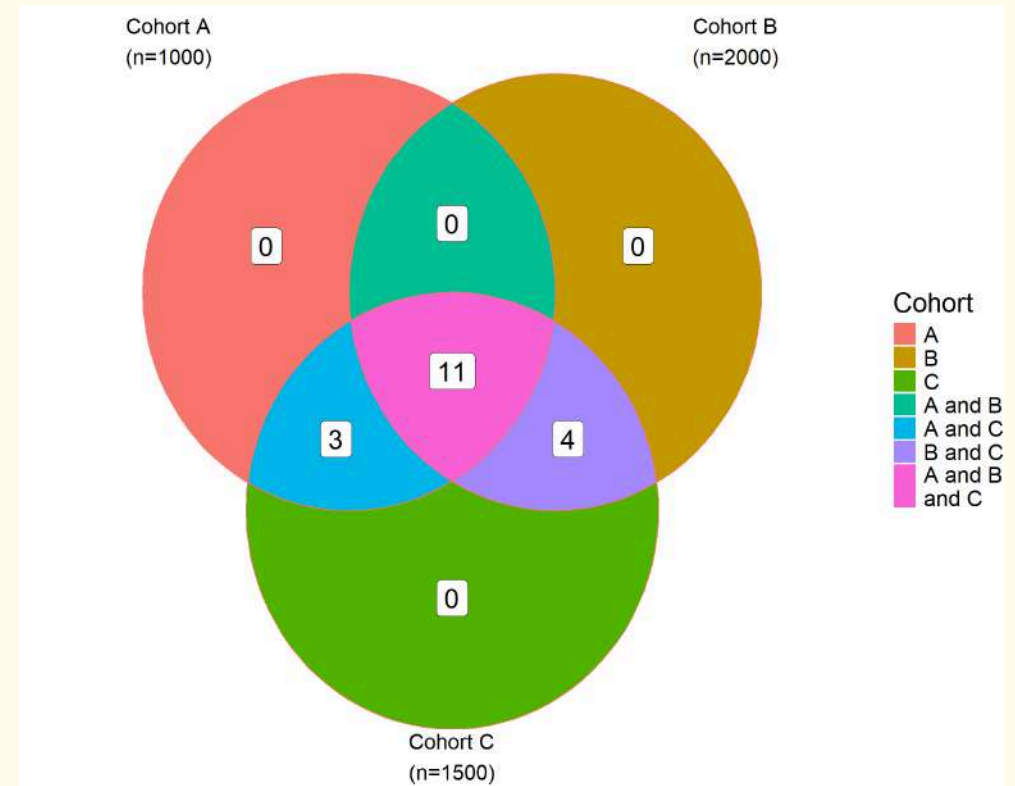 Cohort A
(n=1000)
Cohort B
(n=2000)
0
0
0
11
3
4
0
Cohort C
(n=1500)
Cohort
A
B
C
A and B
A and C
B and C
A and B
and C